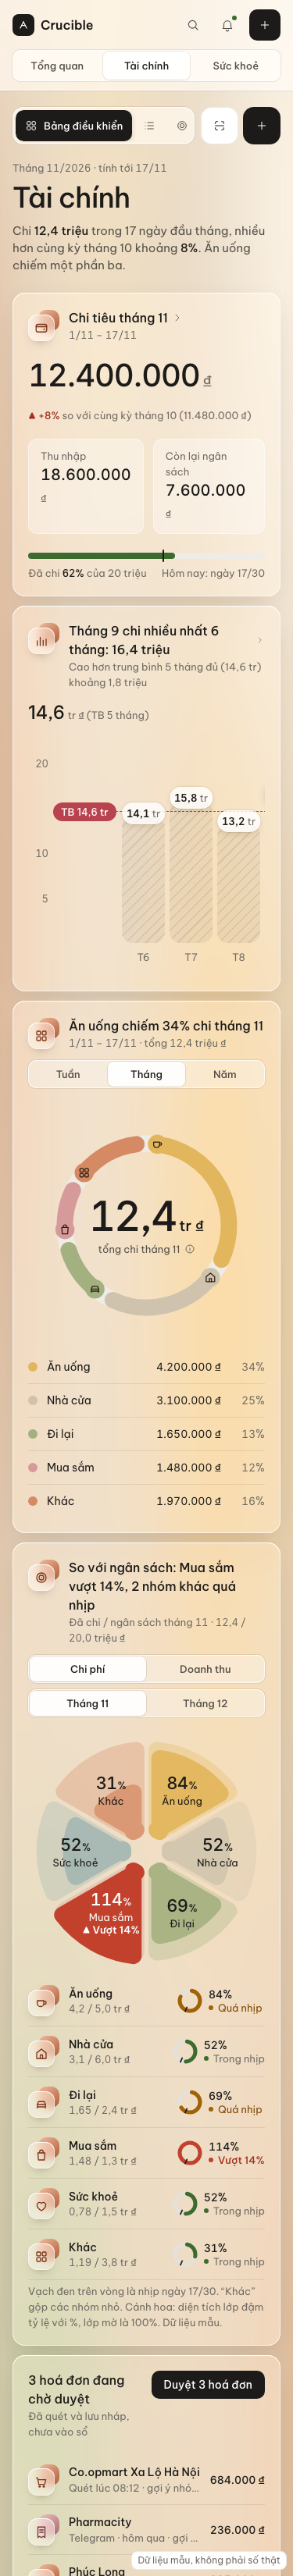 Crucible
Tổng quan
Tài chính
Sức khoẻ
Bảng điều khiển
Tháng 11/2026 · tính tới 17/11
Tài chính
Chi 12,4 triệu trong 17 ngày đầu tháng, nhiều
hơn cùng kỳ tháng 10 khoảng 8%. Ăn uống
chiếm một phần ba.
Chi tiêu tháng 11
1/11 – 17/11
12.400.000 ₫
+8% so với cùng kỳ tháng 10 (11.480.000 ₫)
Thu nhập
18.600.000
₫
Còn lại ngân
sách
7.600.000
₫
Đã chi 62% của 20 triệu
Hôm nay: ngày 17/30
Tháng 9 chi nhiều nhất 6
tháng: 16,4 triệu
Cao hơn trung bình 5 tháng đủ (14,6 tr)
khoảng 1,8 triệu
14,6 tr ₫ (TB 5 tháng)
20
15,8 tr
TB 14,6 tr
14,1 tr
13,2 tr
10
5
T6
T7
T8
Ăn uống chiếm 34% chi tháng 11
1/11 – 17/11 · tổng 12,4 triệu ₫
Tuần
Tháng
Năm
12,4 tr ₫
tổng chi tháng 11
Ăn uống 4.200.000 ₫ 34%
Nhà cửa 3.100.000 ₫ 25%
Đi lại 1.650.000 ₫ 13%
Mua sắm 1.480.000 ₫ 12%
Khác 1.970.000 ₫ 16%
So với ngân sách: Mua sắm
vượt 14%, 2 nhóm khác quá
nhịp
Đã chi / ngân sách tháng 11 · 12,4 /
20,0 triệu ₫
Chi phí
Doanh thu
Tháng 11
Tháng 12
31%
Khác
84%
Ăn uống
52%
Sức khoẻ
52%
Nhà cửa
114%
Mua sắm
Vượt 14%
69%
Đi lại
Ăn uống
4,2 / 5,0 tr ₫
84%
Quá nhịp
Nhà cửa
3,1 / 6,0 tr ₫
52%
Trong nhịp
Đi lại
1,65 / 2,4 tr ₫
69%
Quá nhịp
Mua sắm
1,48 / 1,3 tr ₫
114%
Vượt 14%
Sức khoẻ
0,78 / 1,5 tr ₫
52%
Trong nhịp
Khác
1,19 / 3,8 tr ₫
31%
Trong nhịp
Vạch đen trên vòng là nhịp ngày 17/30. “Khác”
gộp các nhóm nhỏ. Cánh hoa: diện tích lớp đậm
tỷ lệ với %, lớp mờ là 100%. Dữ liệu mẫu.
3 hoá đơn đang
chờ duyệt
Đã quét và lưu nháp,
chưa vào sổ
Duyệt 3 hoá đơn
Co.opmart Xa Lộ Hà Nội
Quét lúc 08:12 · gợi ý nhó...
684.000 ₫
Pharmacity
Telegram · hôm qua · gợi ...
236.000 ₫
Phúc Long
Dữ liệu mẫu, không phải số thật